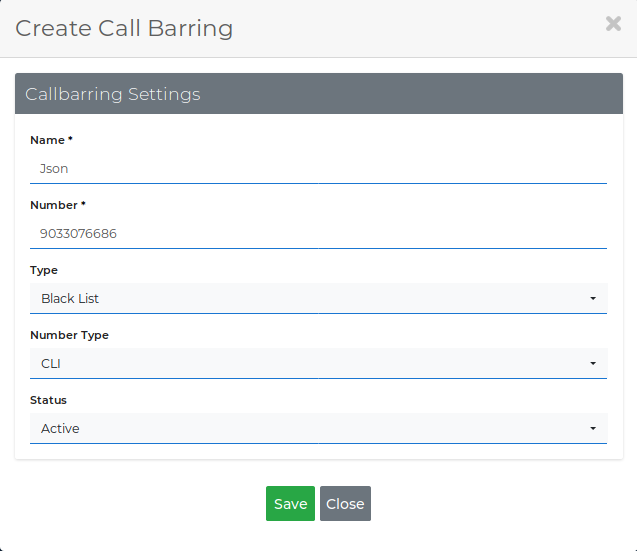 Create Call Barring
Callbarring Settings
Name *
Json
Number *
9033076686
Type
Black List
Number Type
CLI
Status
Active
Save Close